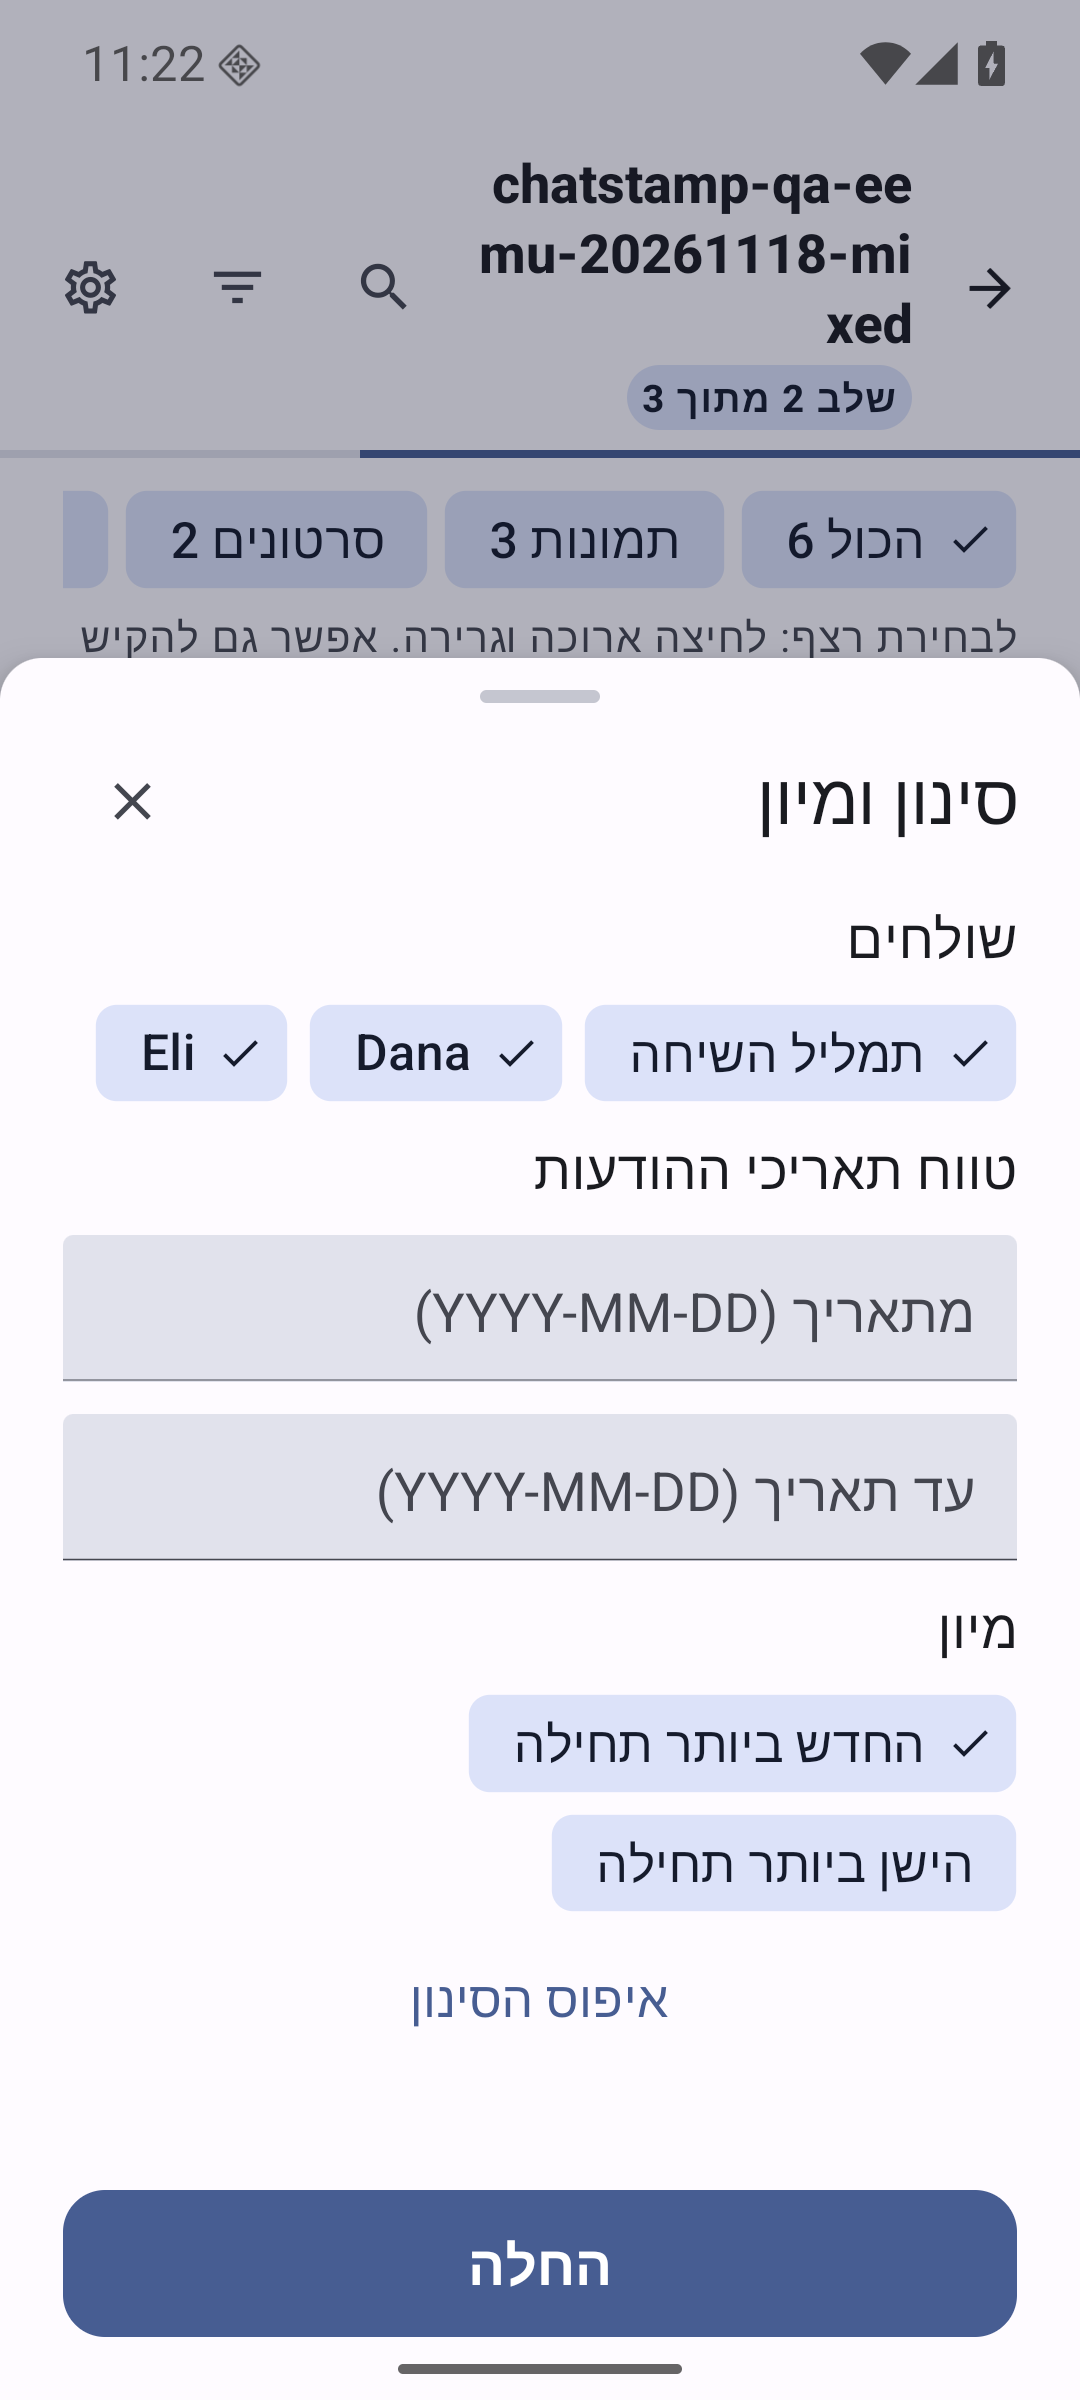 11:22
chatstamp-qa-ee
mu-20261118-mi
xed
שלב 2 מתוך 3
הכול 6
תמונות 3
סרטונים 2
לבחירת רצף: לחיצה ארוכה וגרירה. אפשר גם להקיש
סינון ומיון
שולחים
תמליל השיחה
Dana
Eli
טווח תאריכי ההודעות
מתאריך (YYYY-MM-DD)
עד תאריך (YYYY-MM-DD)
מיון
החדש ביותר תחילה
הישן ביותר תחילה
איפוס הסינון
החלה